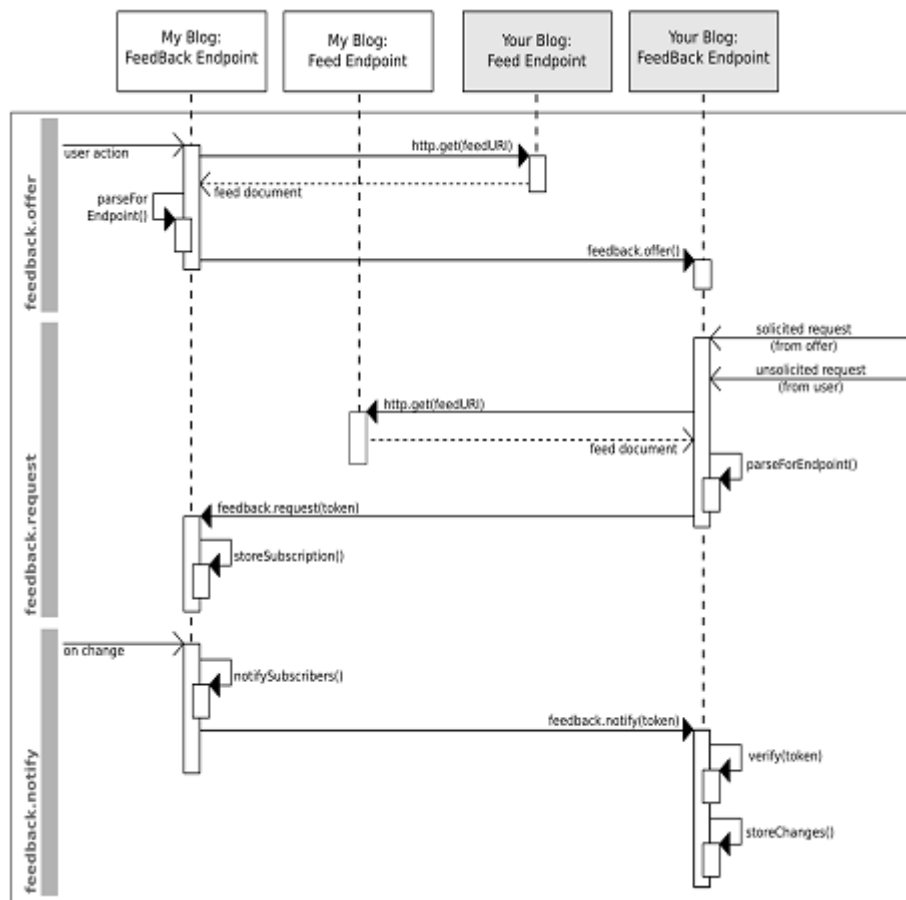 My Blog:
FeedBack Endpoint
My Blog:
Feed Endpoint
Your Blog:
Feed Endpoint
Your Blog:
FeedBack Endpoint
feedback.offer
user action
http.get(feedURI)
feed document
parseFor
Endpoint()
feedback.offer()
feedback.request
solicited request
(from offer)
unsolicited request
(from user)
http.get(feedURI)
feed document
parseForEndpoint()
feedback.request(token)
storeSubscription()
feedback.notify
on change
notifySubscribers()
feedback.notify(token)
verify(token)
storeChanges()